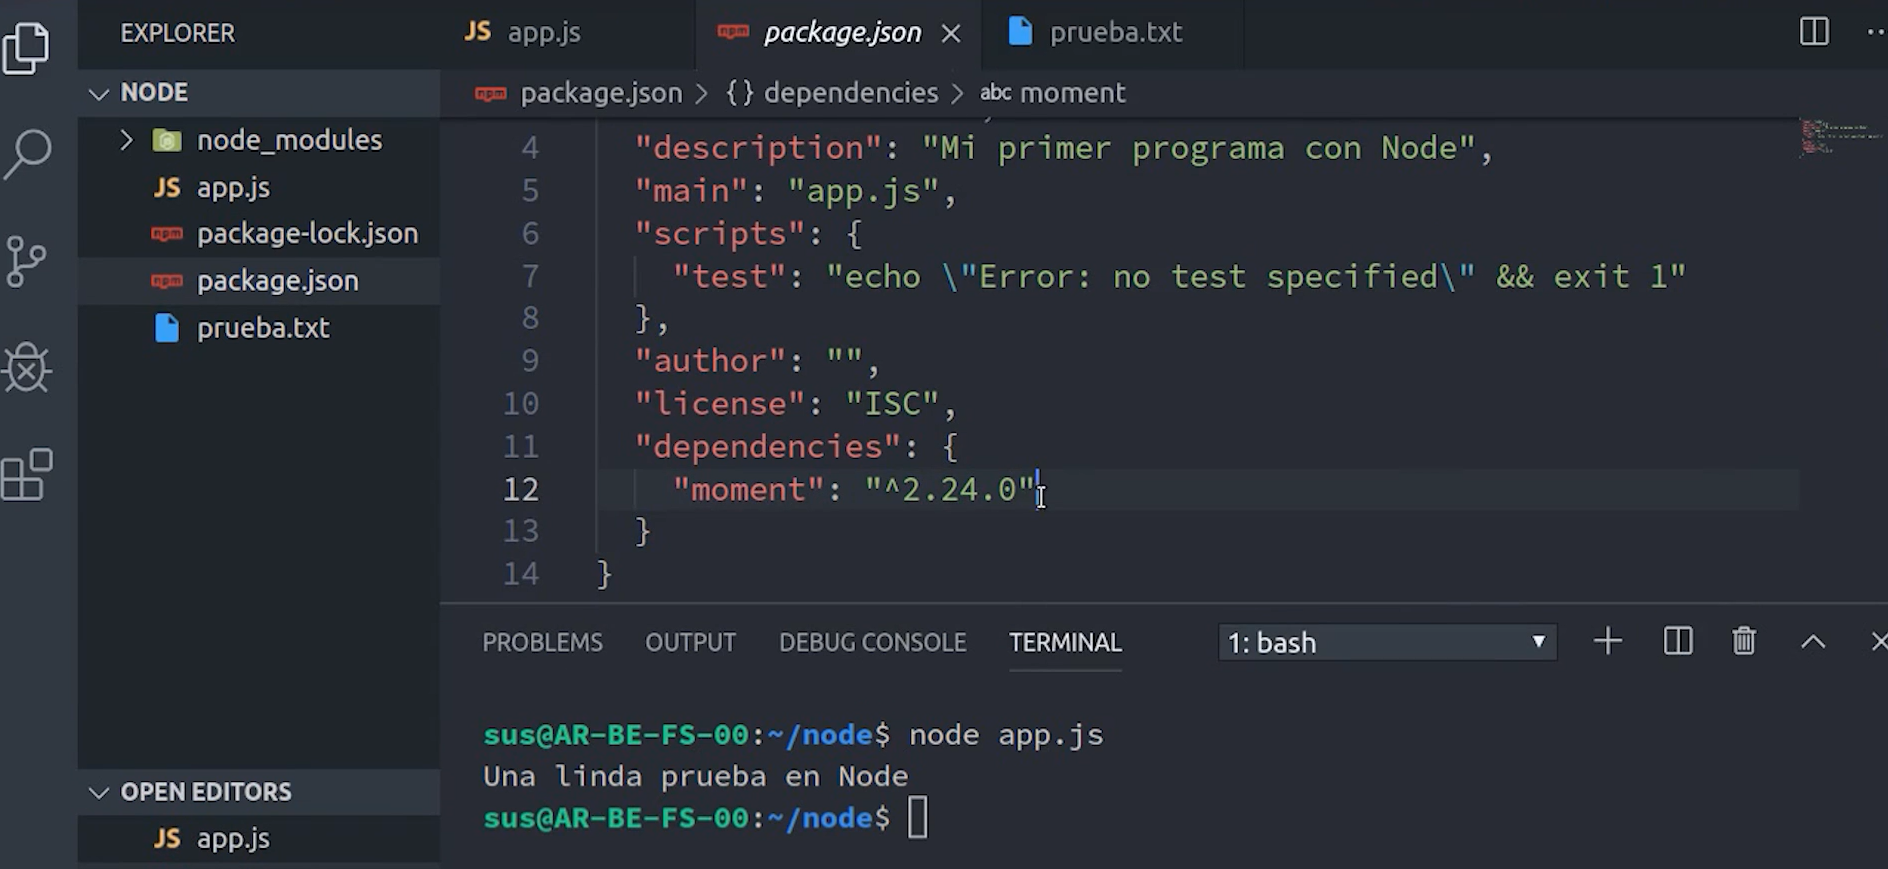 EXPLORER
NODE
node_modules
JS app.js
npm package-lock.json
npm package.json
prueba.txt
OPEN EDITORS
JS app.js
JS app.js npm package.json prueba.txt
npm package.json > {} dependencies > abc moment
4 "description": "Mi primer programa con Node",
5 "main": "app.js",
6 "scripts": {
7 "test": "echo \"Error: no test specified\" && exit 1"
8 },
9 "author": "",
10 "license": "ISC",
11 "dependencies": {
12 "moment": "^2.24.0"
13 }
14 }
PROBLEMS OUTPUT DEBUG CONSOLE TERMINAL 1: bash
sus@AR-BE-FS-00:~/node$ node app.js
Una linda prueba en Node
sus@AR-BE-FS-00:~/node$